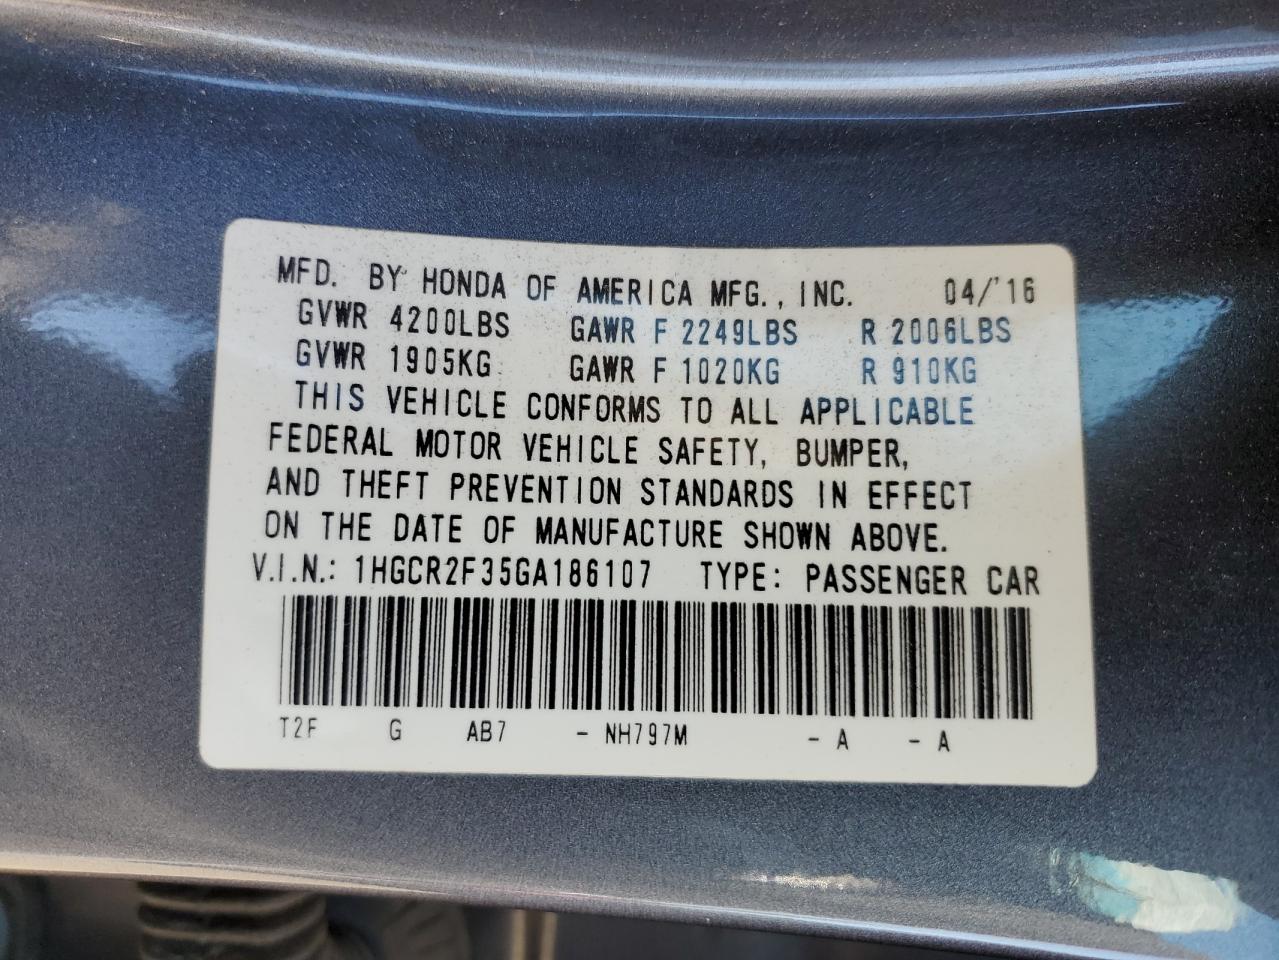 MFD. BY HONDA OF AMERICA MFG., INC. 04/'16
GVWR 4200LBS GAWR F 2249LBS R 2006LBS
GVWR 1905KG GAWR F 1020KG R 910KG
THIS VEHICLE CONFORMS TO ALL APPLICABLE
FEDERAL MOTOR VEHICLE SAFETY, BUMPER,
AND THEFT PREVENTION STANDARDS IN EFFECT
ON THE DATE OF MANUFACTURE SHOWN ABOVE.
V.I.N.: 1HGCR2F35GA186107 TYPE: PASSENGER CAR
T2F G AB7 - NH797M - A - A